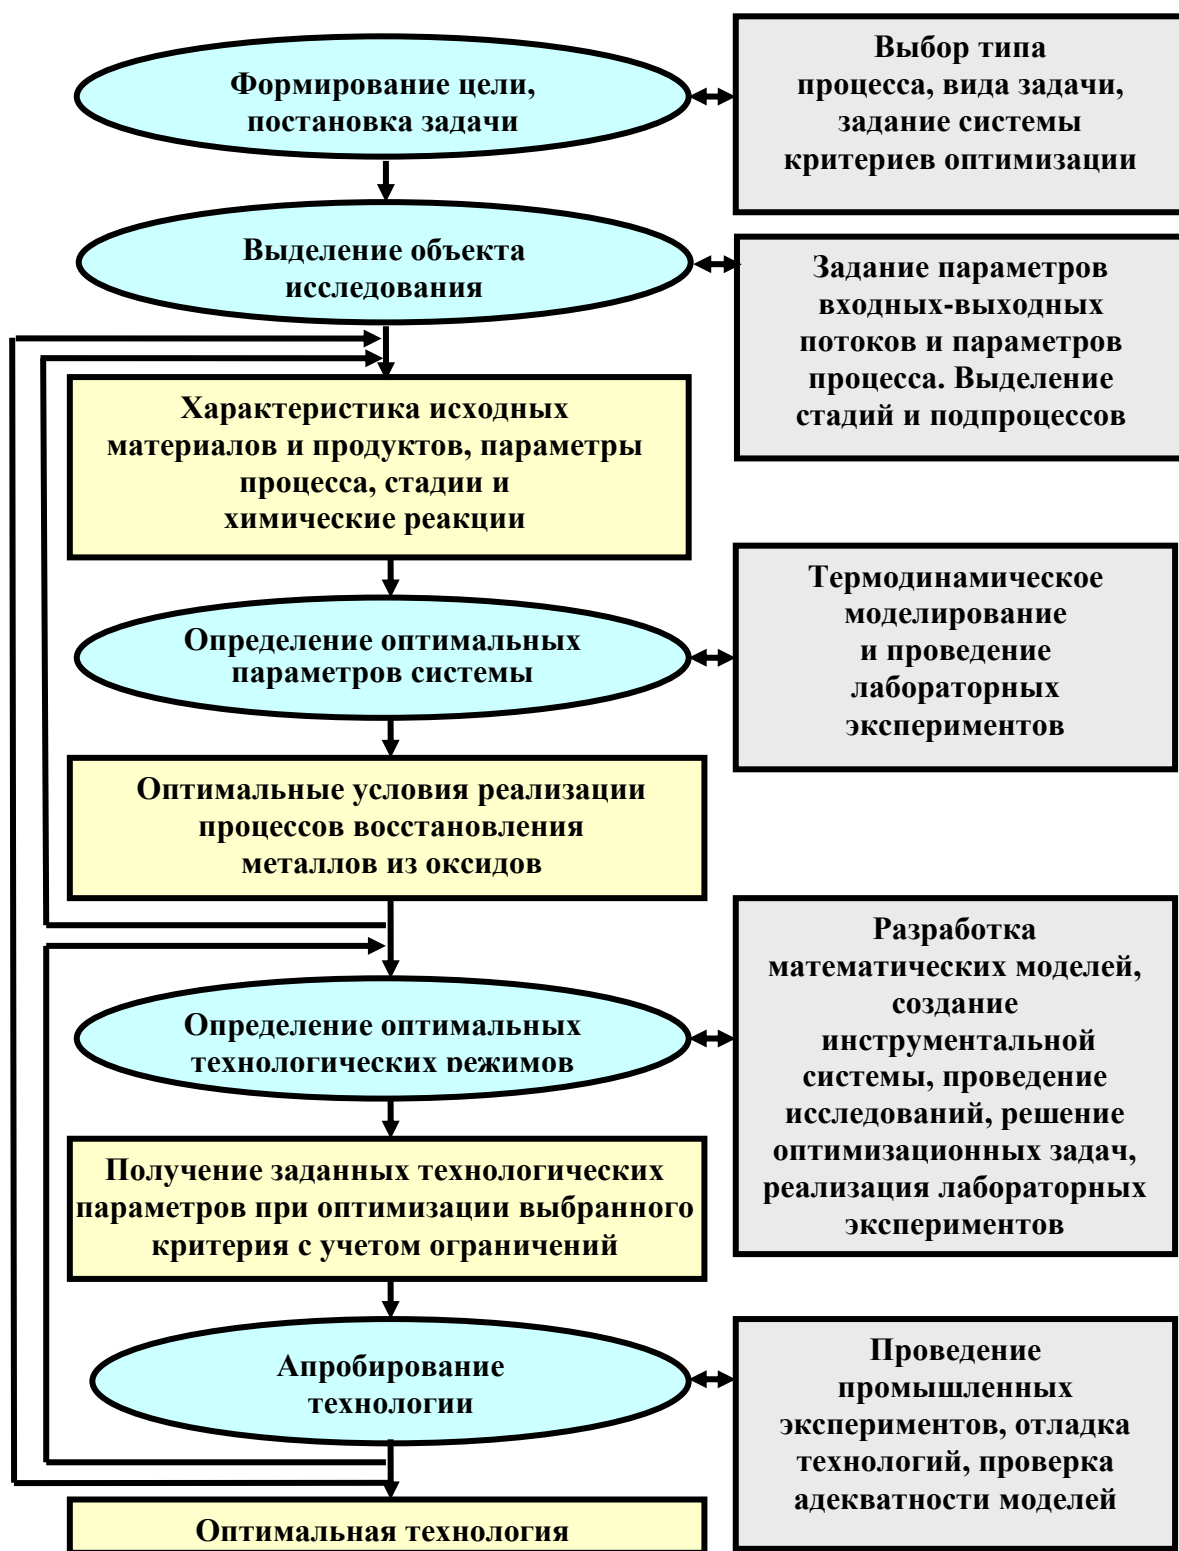 Формирование цели,
постановка задачи
Выбор типа
процесса, вида задачи,
задание системы
критериев оптимизации
Выделение объекта
исследования
Задание параметров
входных-выходных
потоков и параметров
процесса. Выделение
стадий и подпроцессов
Характеристика исходных
материалов и продуктов, параметры
процесса, стадии и
химические реакции
Определение оптимальных
параметров системы
Термодинамическое
моделирование
и проведение
лабораторных
экспериментов
Оптимальные условия реализации
процессов восстановления
металлов из оксидов
Определение оптимальных
технологических режимов
Разработка
математических моделей,
создание
инструментальной
системы, проведение
исследований, решение
оптимизационных задач,
реализация лабораторных
экспериментов
Получение заданных технологических
параметров при оптимизации выбранного
критерия с учетом ограничений
Апробирование
технологии
Проведение
промышленных
экспериментов, отладка
технологий, проверка
адекватности моделей
Оптимальная технология